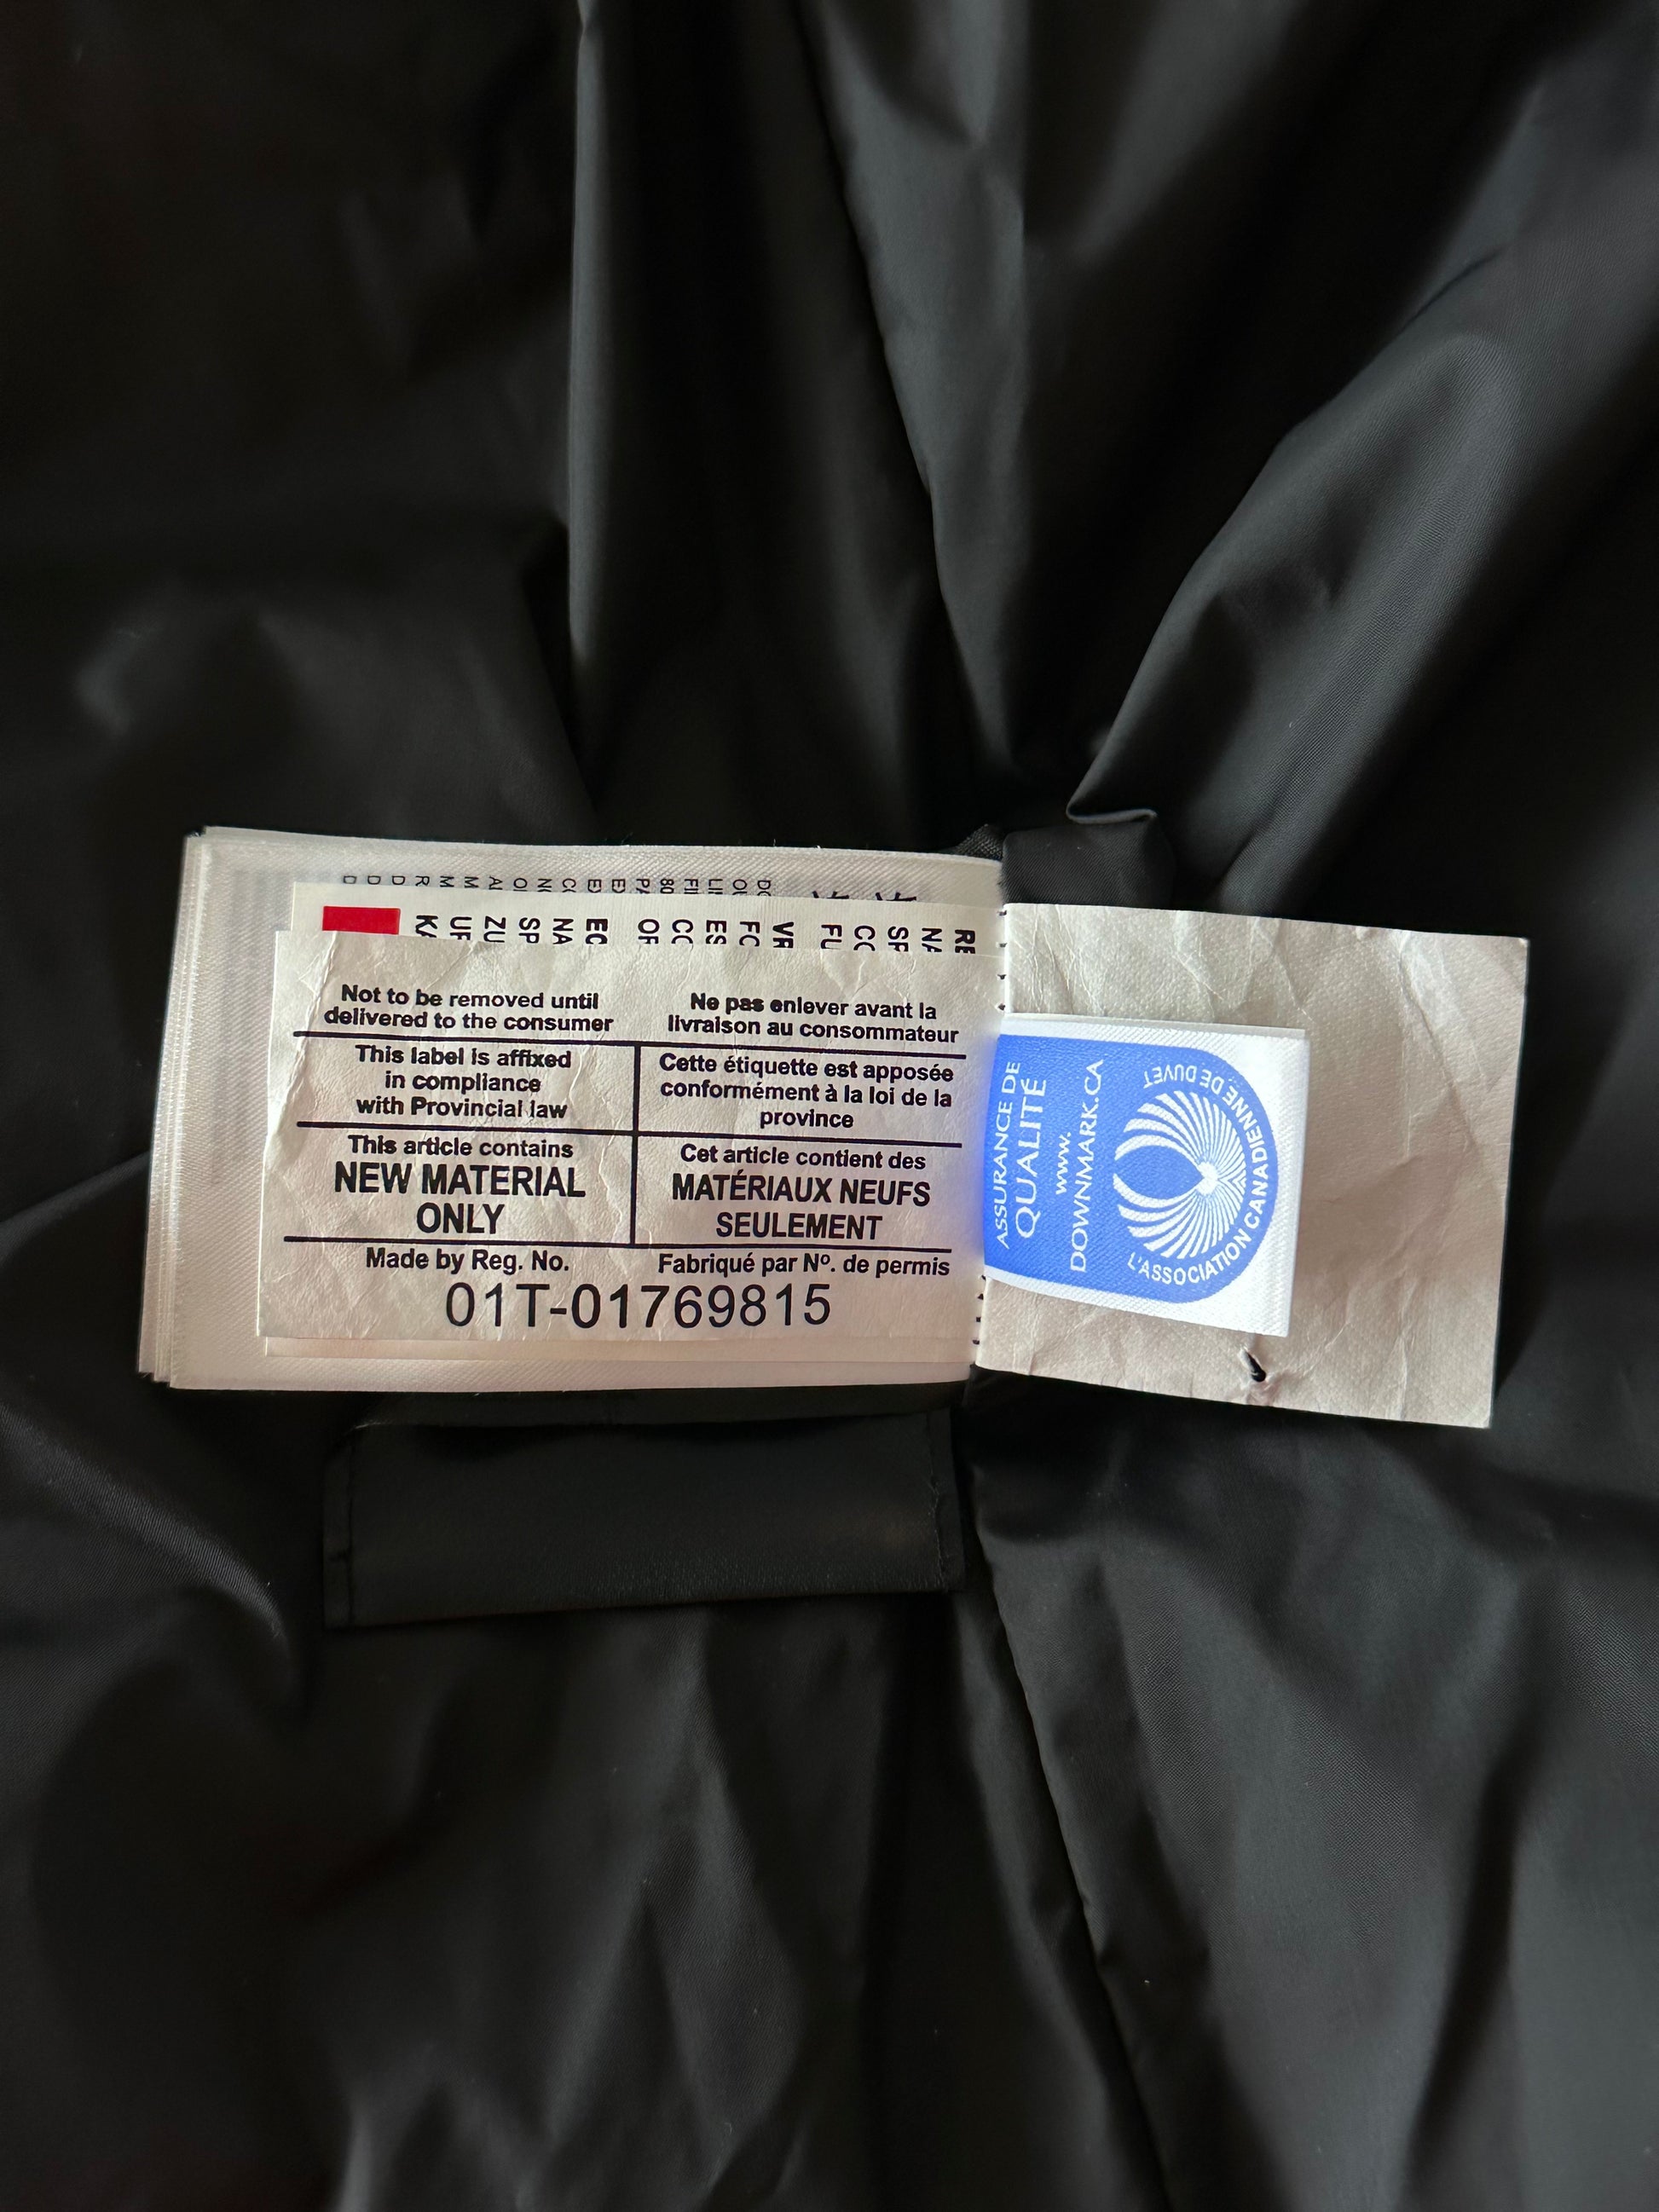 Not to be removed until
delivered to the consumer
Ne pas enlever avant la
livraison au consommateur
This label is affixed
in compliance
with Provincial law
Cette étiquette est apposée
conformément à la loi de la
province
This article contains
NEW MATERIAL
ONLY
Cet article contient des
MATÉRIAUX NEUFS
SEULEMENT
Made by Reg. No.
Fabriqué par Nº. de permis
01T-01769815
ASSURANCE DE
QUALITÉ
www.
DOWNMARK.CA
L'ASSOCIATION CANADIENNE DE DUVET